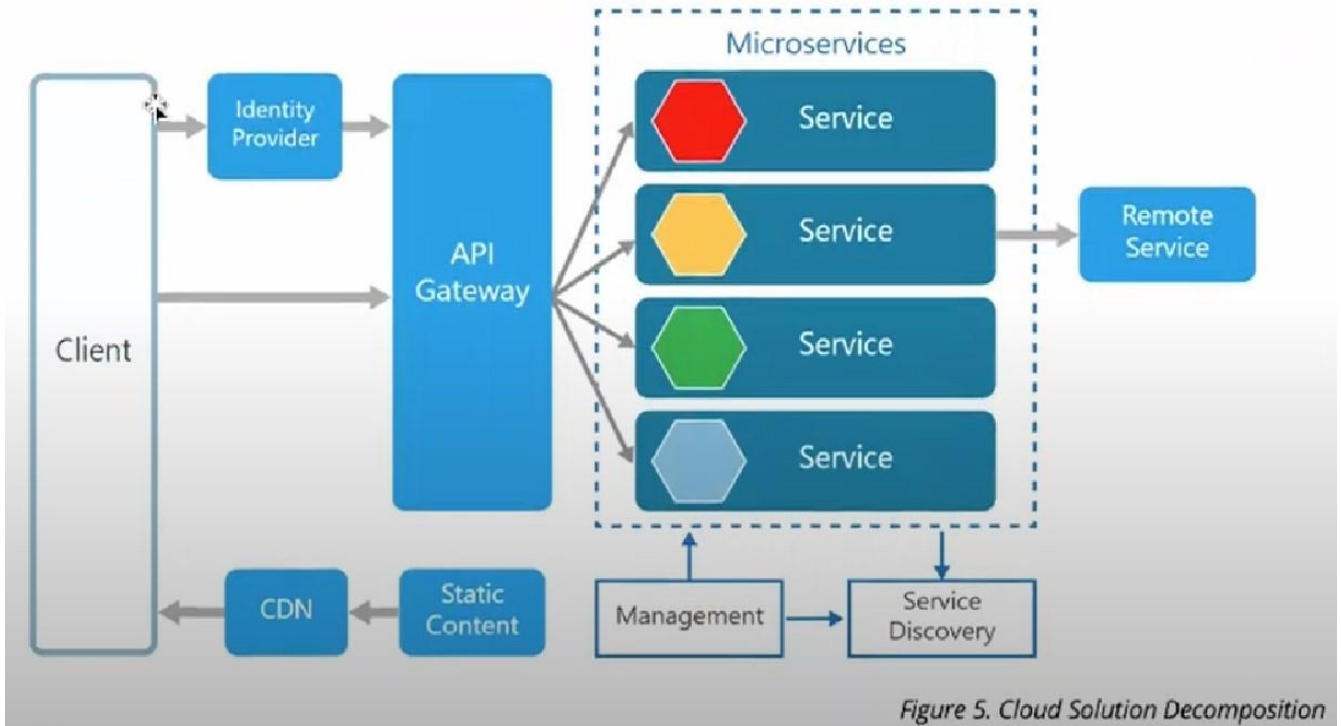 Microservices
Client
Identity
Provider
API
Gateway
Service
Service
Service
Service
Remote
Service
CDN
Static
Content
Management
Service
Discovery
Figure 5. Cloud Solution Decomposition